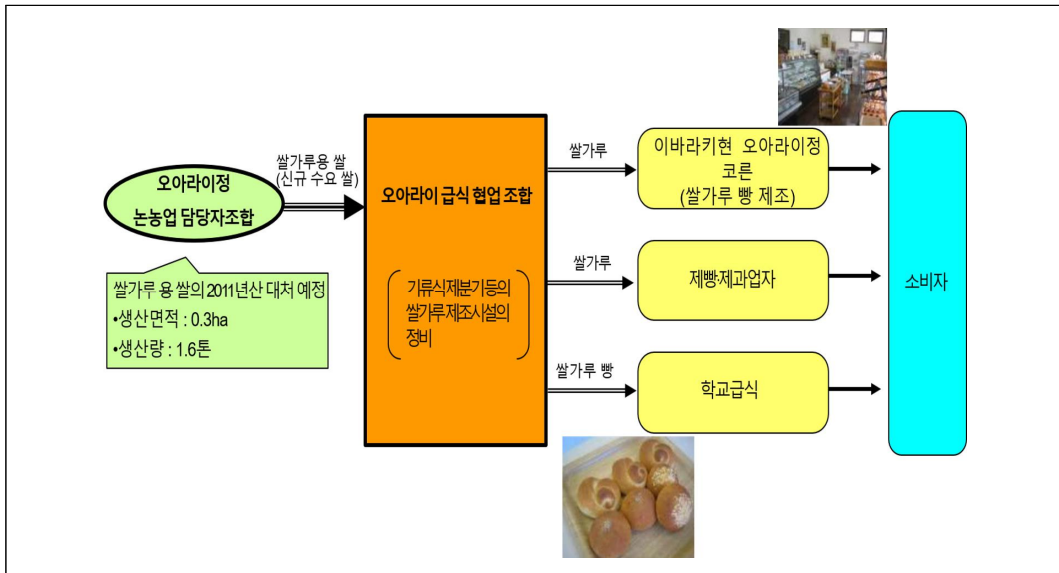 오아라이정
논농업 담당자조합
쌀가루용 쌀
(신규 수요 쌀)
쌀가루 용 쌀의 2011년산 대처 예정
•생산면적 : 0.3ha
•생산량 : 1.6톤
오아라이 급식 협업 조합
기류식제분기등의
쌀가루제조시설의
정비
쌀가루
이바라키현 오아라이정
코른
(쌀가루 빵 제조)
쌀가루
제빵·제과업자
쌀가루 빵
학교급식
소비자